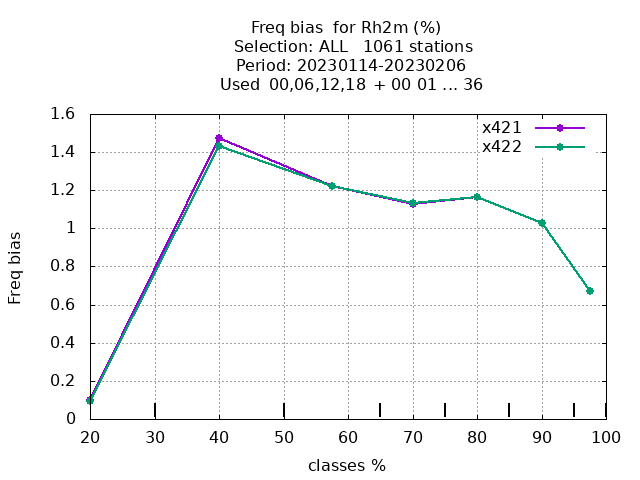 Freq bias  for Rh2m (%)
Selection: ALL   1061 stations
Period: 20230114-20230206
Used  00,06,12,18  + 00 01 ... 36
x421
x422
1.6
1.4
1.2
1
0.8
0.6
0.4
0.2
0
Freq bias
20 30 40 50 60 70 80 90 100
classes %